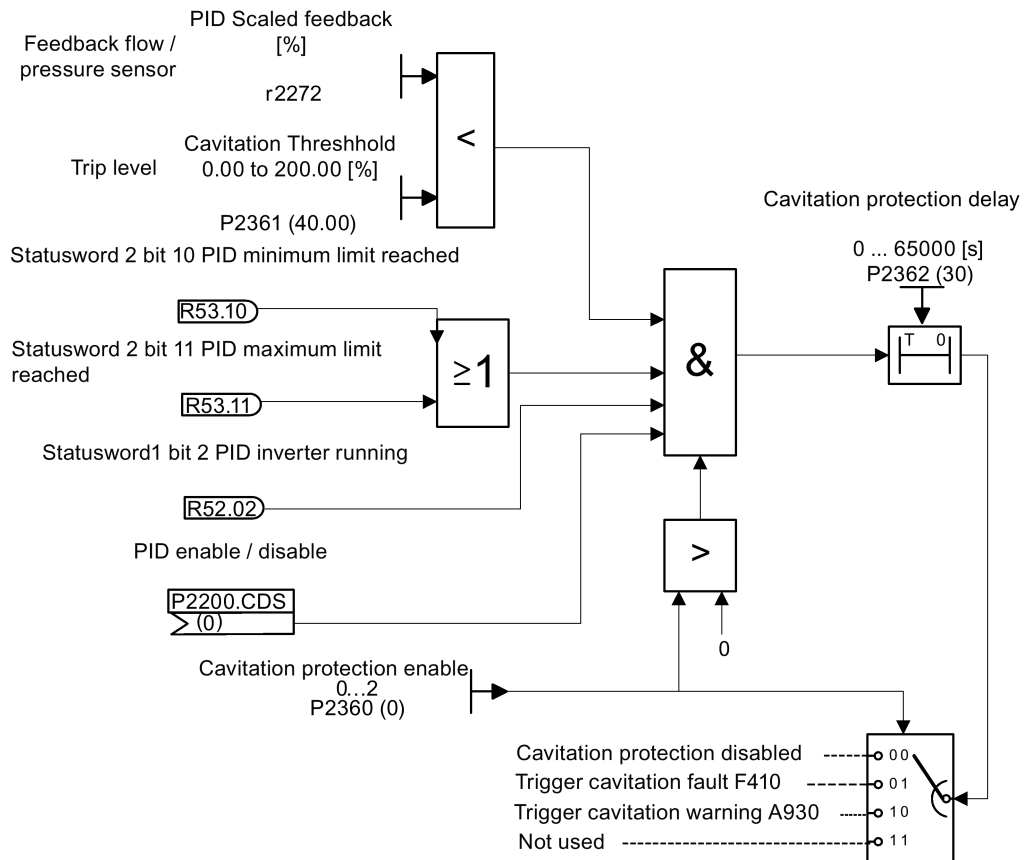 PID Scaled feedback
[%]
Feedback flow /
pressure sensor
r2272
<
Cavitation Threshhold
0.00 to 200.00 [%]
Trip level
P2361 (40.00)
Cavitation protection delay
0 ... 65000 [s]
P2362 (30)
T 0
Statusword 2 bit 10 PID minimum limit reached
R53.10
Statusword 2 bit 11 PID maximum limit
reached
≥1
&
R53.11
Statusword1 bit 2 PID inverter running
R52.02
PID enable / disable
>
P2200.CDS
(0)
0
Cavitation protection enable
0...2
P2360 (0)
Cavitation protection disabled
00
Trigger cavitation fault F410
01
Trigger cavitation warning A930
10
Not used
11